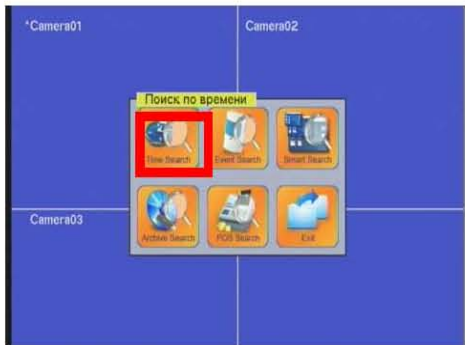 *Camera01
Camera02
Поиск по времени
Time Search
Event Search
Smart Search
Camera03
Archive Search
POS Search
Exit